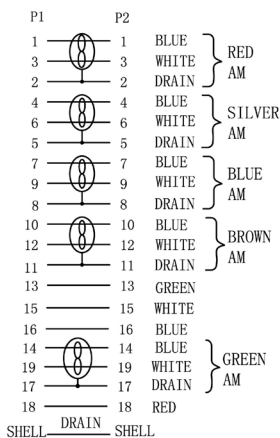 P1 P2
1 1 BLUE
3 3 WHITE RED
2 2 DRAIN AM
4 4 BLUE
6 6 WHITE SILVER
5 5 DRAIN AM
7 7 BLUE
9 9 WHITE BLUE
8 8 DRAIN AM
10 10 BLUE
12 12 WHITE BROWN
11 11 DRAIN AM
13 13 GREEN
15 15 WHITE
16 16 BLUE
14 14 BLUE
19 19 WHITE GREEN
17 17 DRAIN AM
18 18 RED
SHELL DRAIN SHELL